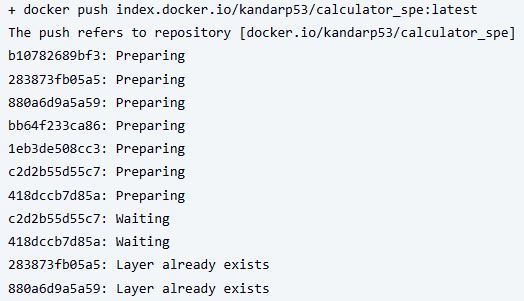 + docker push index.docker.io/kandarp53/calculator_spe:latest
The push refers to repository [docker.io/kandarp53/calculator_spe]
b10782689bf3: Preparing
283873fb05a5: Preparing
880a6d9a5a59: Preparing
bb64f233ca86: Preparing
1eb3de508cc3: Preparing
c2d2b55d55c7: Preparing
418dccb7d85a: Preparing
c2d2b55d55c7: Waiting
418dccb7d85a: Waiting
283873fb05a5: Layer already exists
880a6d9a5a59: Layer already exists